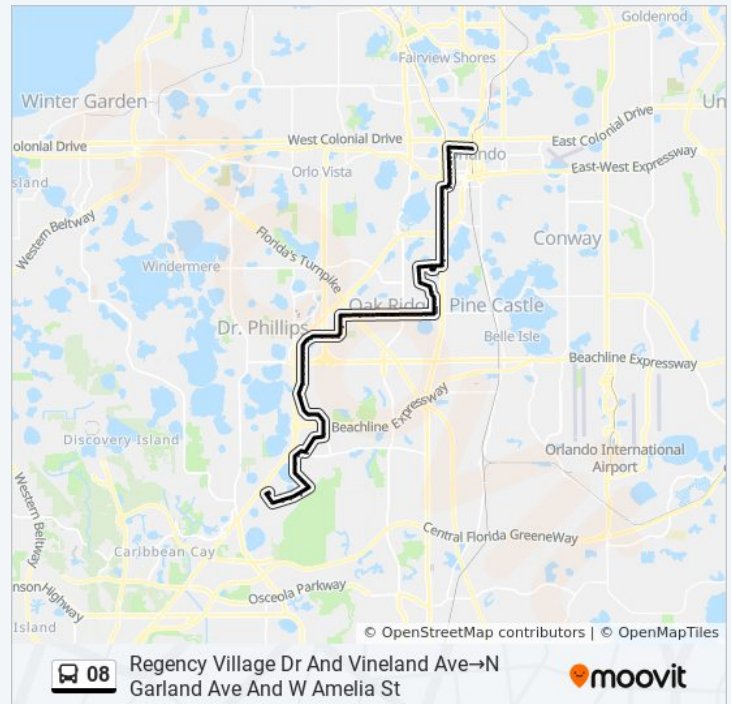 Goldenrod
Fairview Shores
Winter Garden
Un
olonial Drive
West Colonial Drive
East Colonial Drive
Orlando
Orlo Vista
East-West Expressway
sland
Western Beltway
Florida's Turnpike
Conway
Windermere
Oak Ridge
Pine Castle
Dr. Phillips
Belle Isle
Beachline Expressway
Beachline Expressway
Discovery Island
Orlando International
Airport
Western Beltway
Central Florida GreeneWay
Caribbean Cay
nson Highway
Osceola Parkway
Island
© OpenStreetMap contributors | © OpenMapTiles
08
Regency Village Dr And Vineland Ave→N
Garland Ave And W Amelia St
moovit